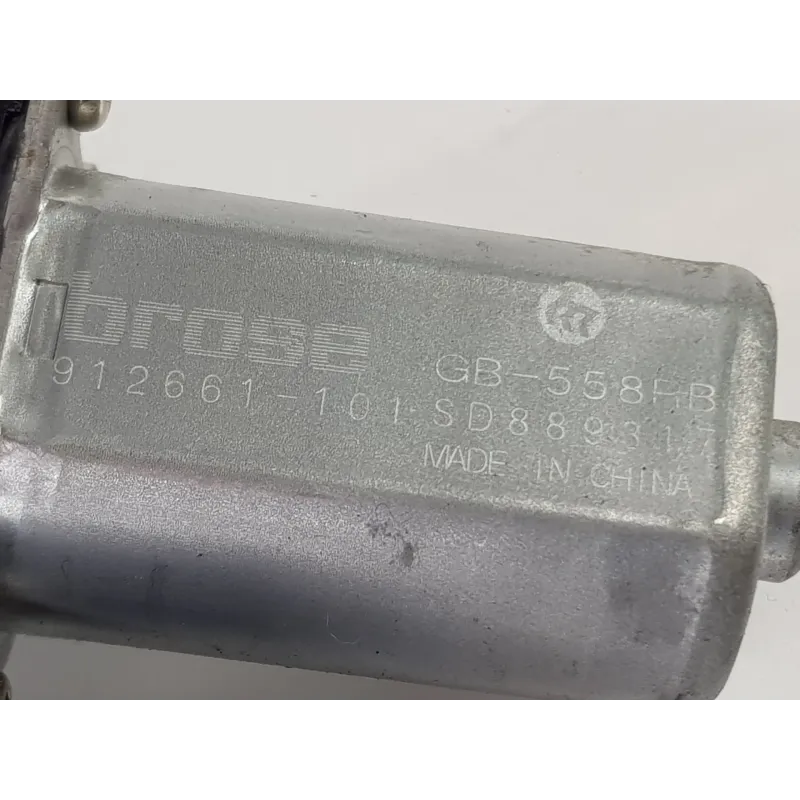 brose
GB-558RB
912661-101 SD889317
MADE IN CHINA